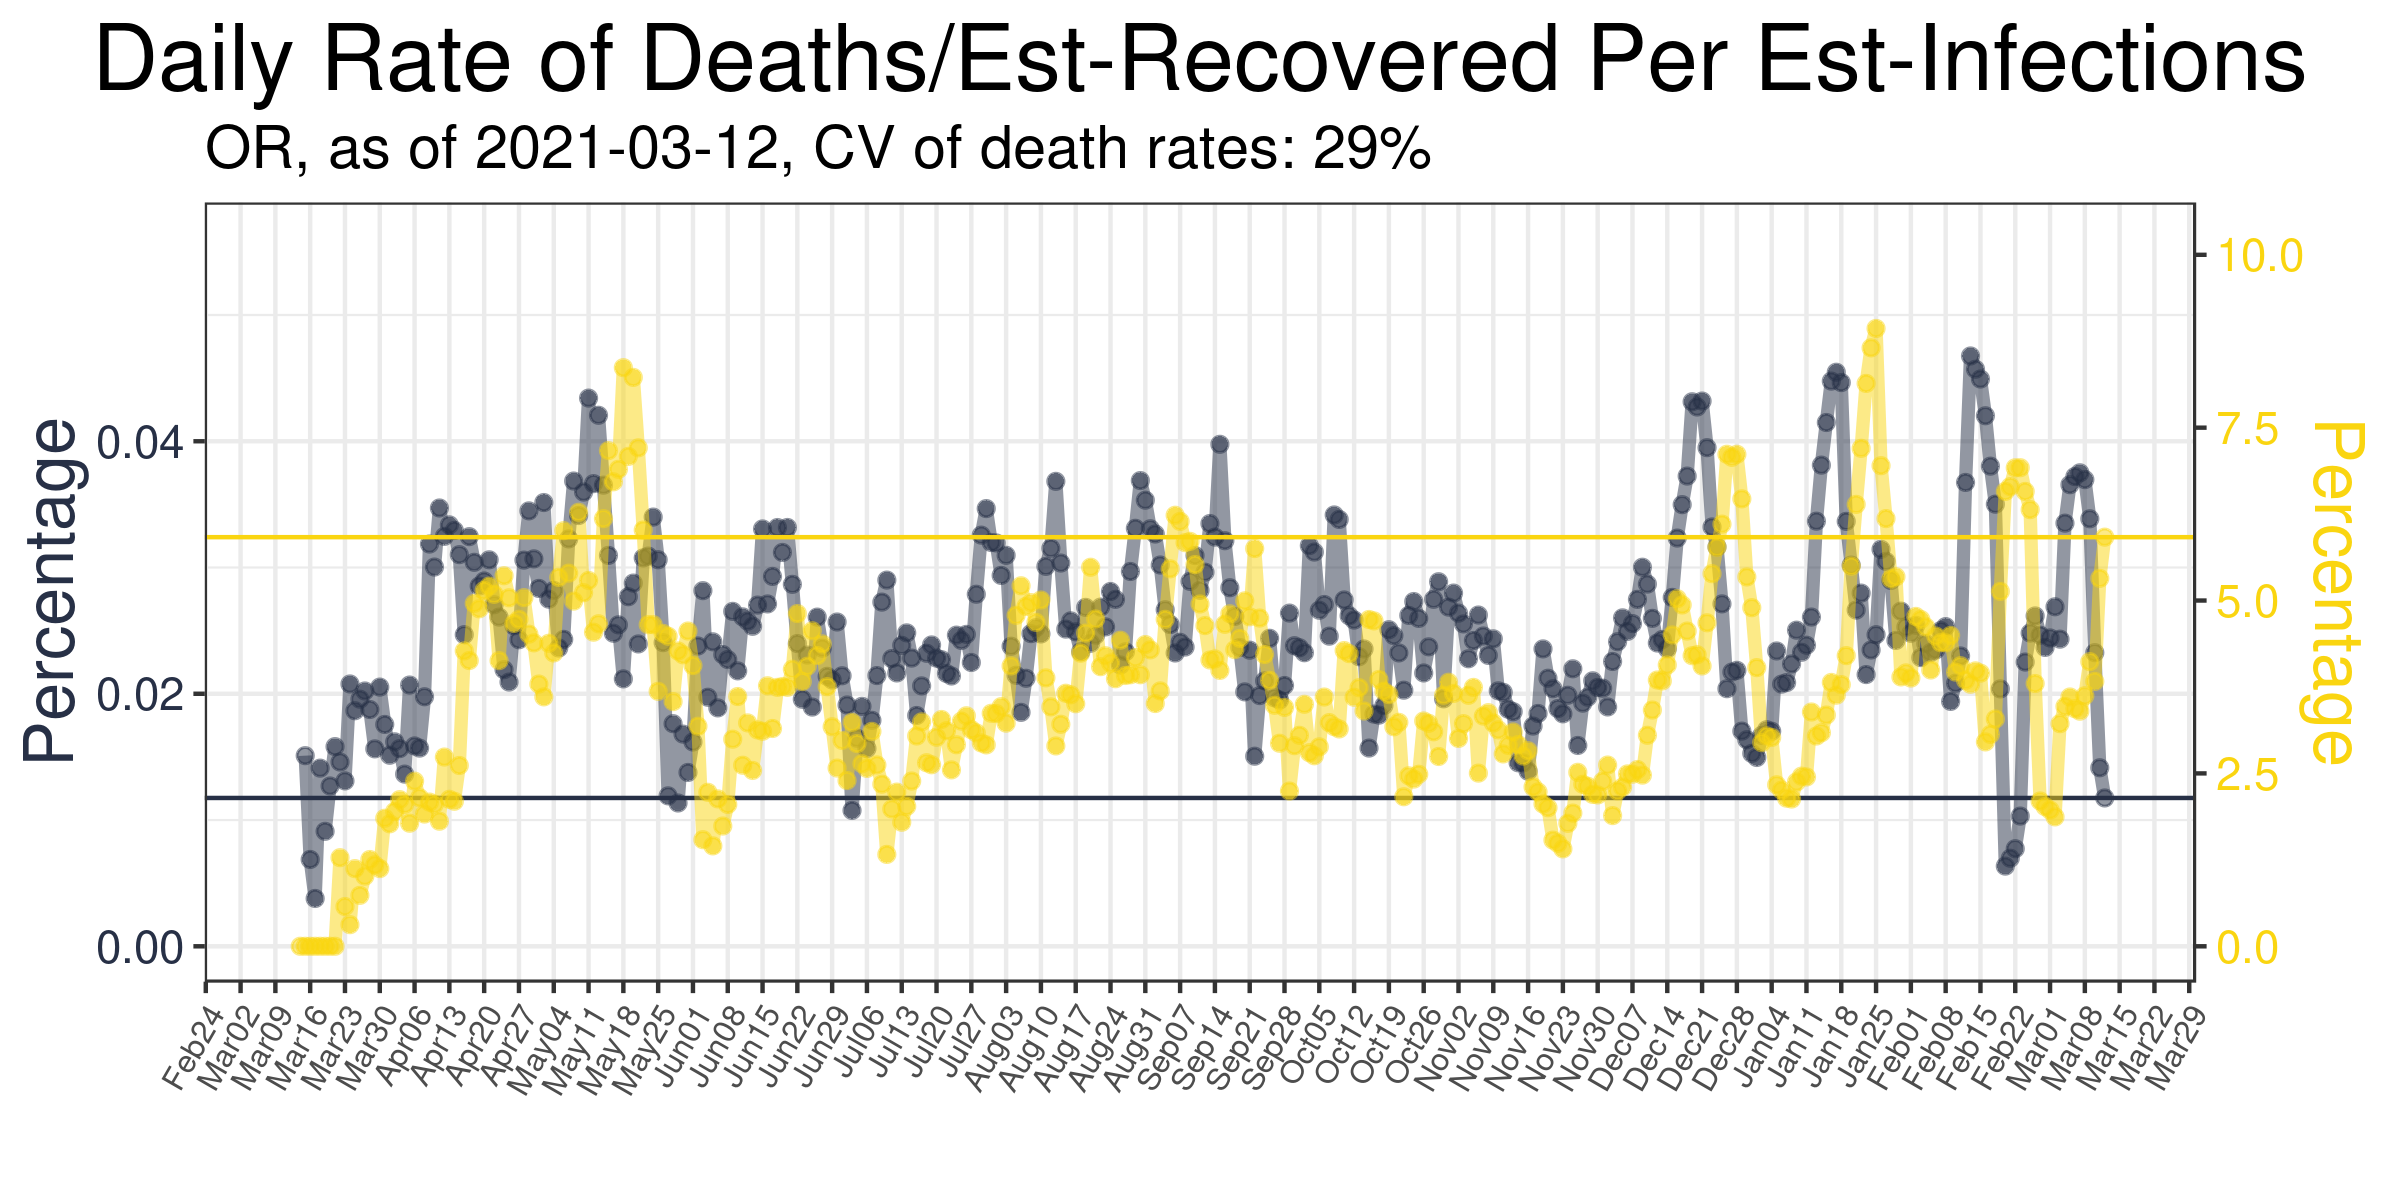 Daily Rate of Deaths/Est-Recovered Per Est-Infections
OR, as of 2021-03-12, CV of death rates: 29%
Percentage
0.04
0.02
0.00
10.0
7.5
5.0
2.5
0.0
Percentage
Feb24
Mar02
Mar09
Mar16
Mar23
Mar30
Apr06
Apr13
Apr20
Apr27
May04
May11
May18
May25
Jun01
Jun08
Jun15
Jun22
Jun29
Jul06
Jul13
Jul20
Jul27
Aug03
Aug10
Aug17
Aug24
Aug31
Sep07
Sep14
Sep21
Sep28
Oct05
Oct12
Oct19
Oct26
Nov02
Nov09
Nov16
Nov23
Nov30
Dec07
Dec14
Dec21
Dec28
Dec04
Jan11
Jan18
Jan18
Jan25
Feb01
Feb08
Feb15
Feb22
Mar01
Mar08
Mar15
Mar22
Mar29